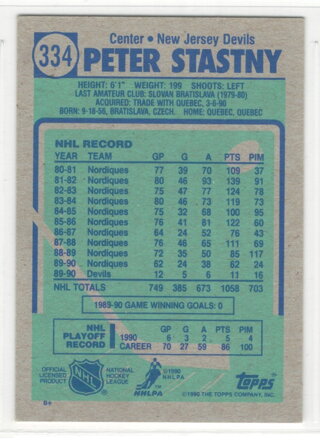 334
Center • New Jersey Devils
PETER STASTNY
HEIGHT: 6'1" WEIGHT: 199 SHOOTS: LEFT
LAST AMATEUR CLUB: SLOVAN BRATISLAVA (1979-80)
ACQUIRED: TRADE WITH QUEBEC, 3-6-90
BORN: 9-18-56, BRATISLAVA, CZECH. HOME: QUEBEC, QUEBEC
NHL RECORD
YEAR TEAM GP G A PTS PIM
80-81 Nordiques 77 39 70 109 37
81-82 Nordiques 80 46 93 139 91
82-83 Nordiques 75 47 77 124 78
83-84 Nordiques 80 46 73 119 73
84-85 Nordiques 75 32 68 100 95
85-86 Nordiques 76 41 81 122 60
86-87 Nordiques 64 24 52 76 43
87-88 Nordiques 76 46 65 111 69
88-89 Nordiques 72 35 50 85 117
89-90 Nordiques 62 24 38 62 24
89-90 Devils 12 5 6 11 16
NHL TOTALS 749 385 673 1058 703
1989-90 GAME WINNING GOALS: 0
NHL PLAYOFF RECORD
GP G A PTS PIM
1990 6 3 2 5 4
CAREER 70 27 59 86 100
OFFICIAL LICENSED PRODUCT
NHL
NATIONAL HOCKEY LEAGUE
©1990 NHLPA
NHLPA
Topps
©1990 THE TOPPS COMPANY, INC.
B*